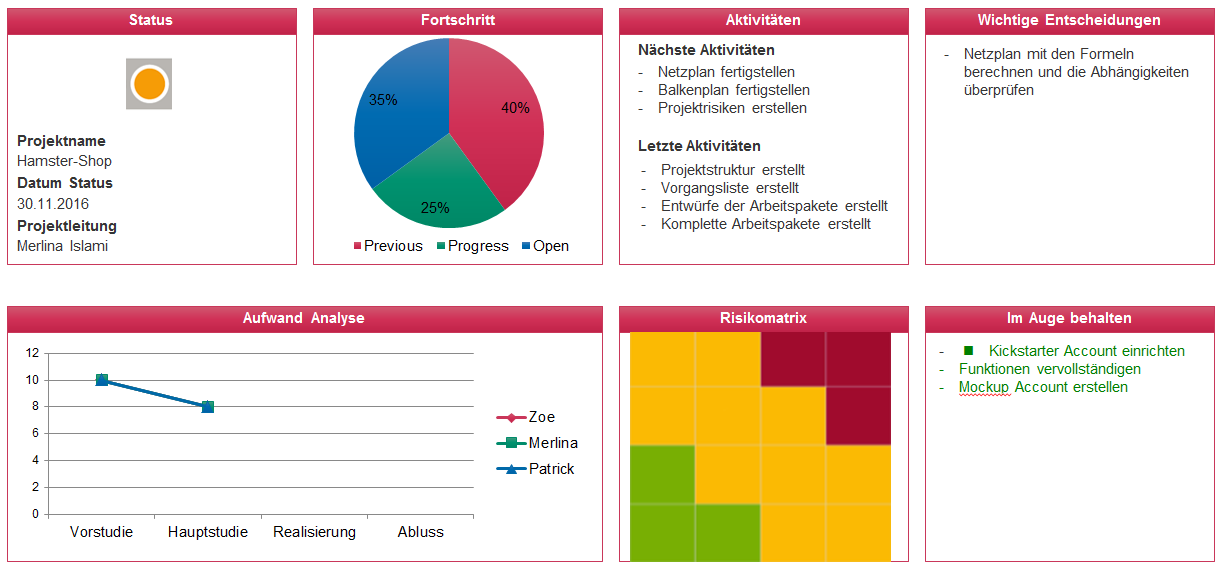 Status
Projektname
Hamster-Shop
Datum Status
30.11.2016
Projektleitung
Merlina Islami
Fortschritt
35%
40%
25%
Previous Progress Open
Aktivitäten
Nächste Aktivitäten
- Netzplan fertigstellen
- Balkenplan fertigstellen
- Projektrisiken erstellen
Letzte Aktivitäten
- Projektstruktur erstellt
- Vorgangsliste erstellt
- Entwürfe der Arbeitspakete erstellt
- Komplette Arbeitspakete erstellt
Wichtige Entscheidungen
- Netzplan mit den Formeln
berechnen und die Abhängigkeiten
überprüfen
Aufwand Analyse
12
10
8
6
4
2
0
Vorstudie Hauptstudie Realisierung Abluss
Zoe
Merlina
Patrick
Risikomatrix
Im Auge behalten
- ■ Kickstarter Account einrichten
- Funktionen vervollständigen
- Mockup Account erstellen